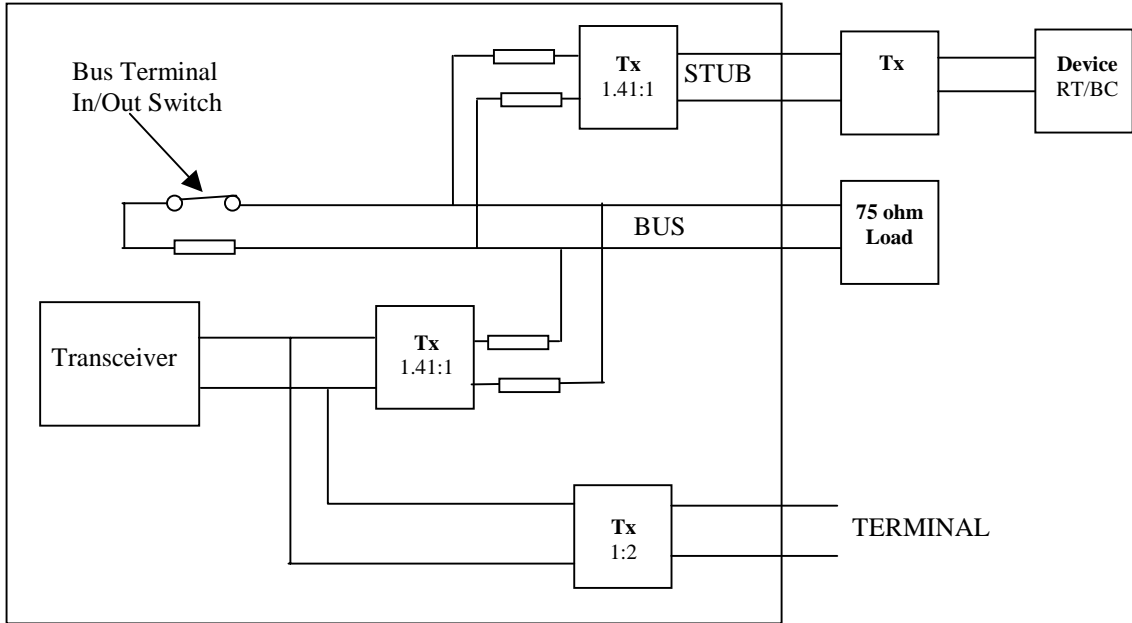 Bus Terminal
In/Out Switch
Tx
1.41:1
STUB
Tx
Device
RT/BC
BUS
75 ohm
Load
Transceiver
Tx
1.41:1
Tx
1:2
TERMINAL